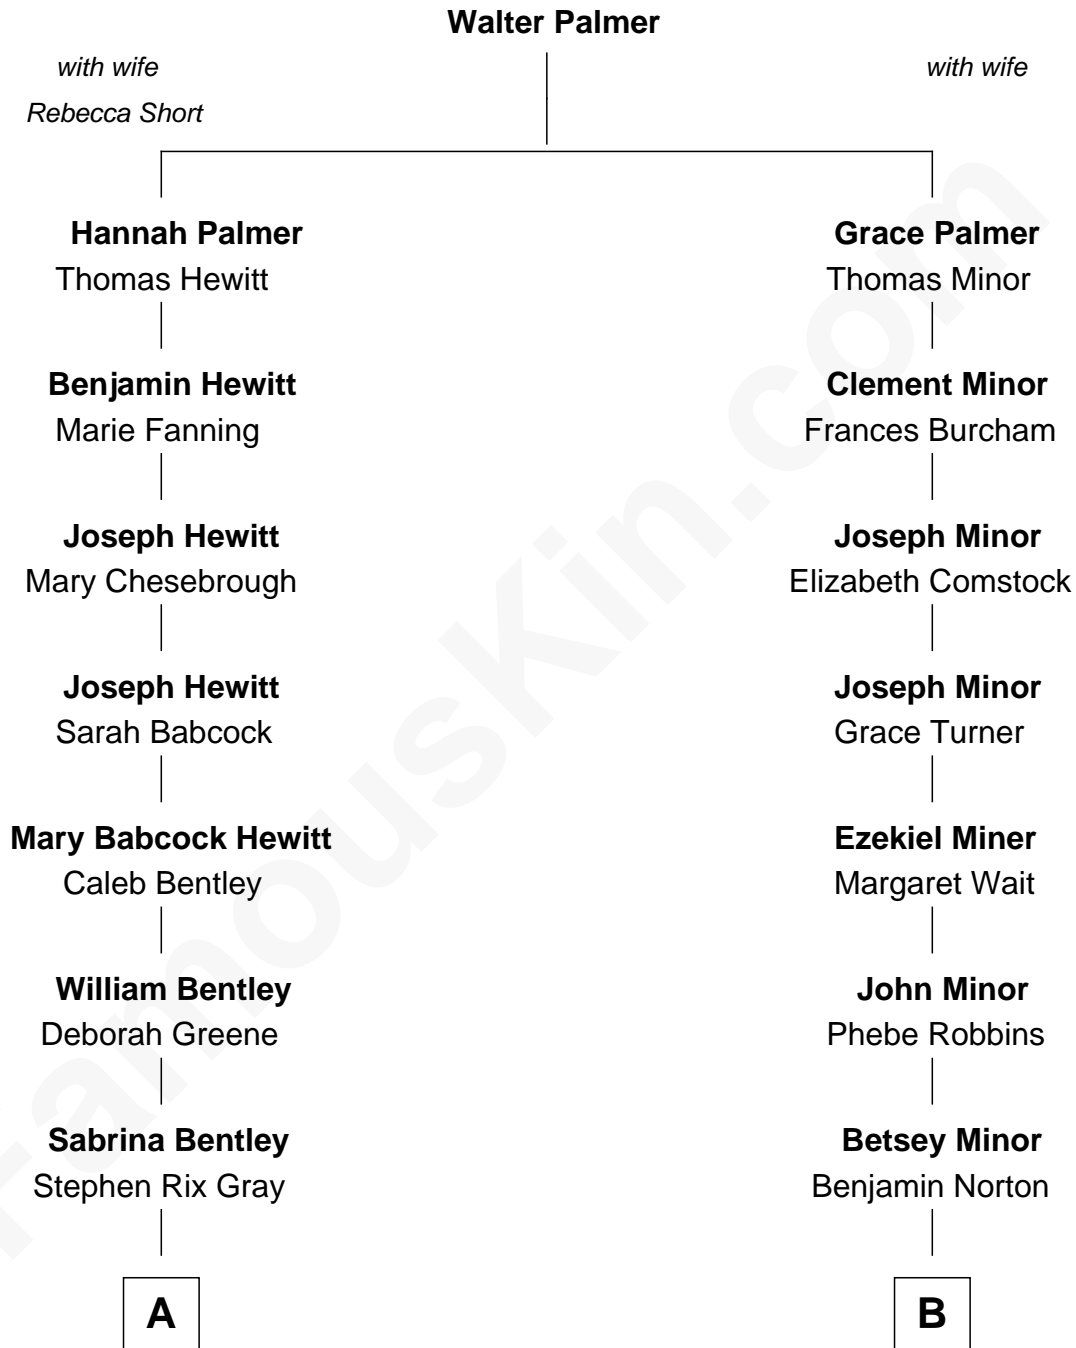 Walter Palmer
with wife
Rebecca Short
with wife
Hannah Palmer
Thomas Hewitt
Grace Palmer
Thomas Minor
Benjamin Hewitt
Marie Fanning
Clement Minor
Frances Burcham
Joseph Hewitt
Mary Chesebrough
Joseph Minor
Elizabeth Comstock
Joseph Hewitt
Sarah Babcock
Joseph Minor
Grace Turner
Mary Babcock Hewitt
Caleb Bentley
Ezekiel Miner
Margaret Wait
William Bentley
Deborah Greene
John Minor
Phebe Robbins
Sabrina Bentley
Stephen Rix Gray
Betsey Minor
Benjamin Norton
A
B
FamousKin.com